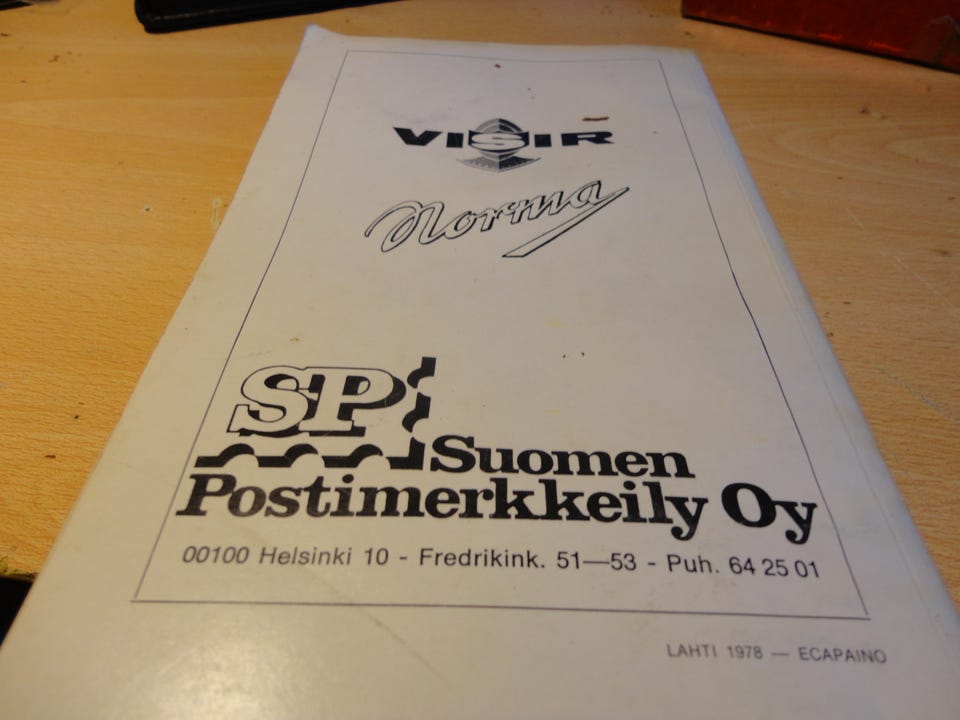 VISIR
Norma
SP
Suomen
Postimerkkeily Oy
00100 Helsinki 10 - Fredrikink. 51—53 - Puh. 64 25 01
LAHTI 1978 — ECAPAINO